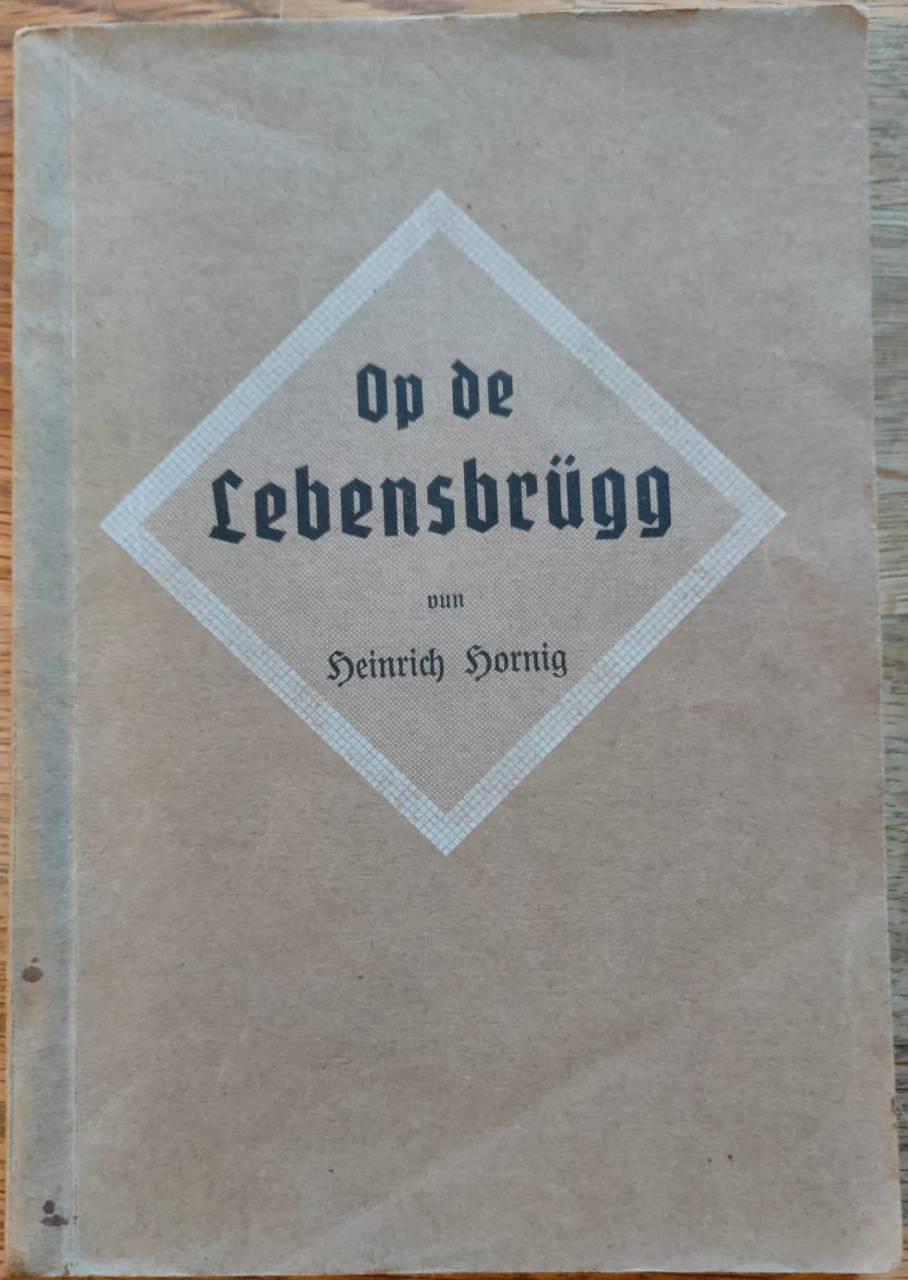 Op de
Lebensbrügg
vun
Heinrich Hornig